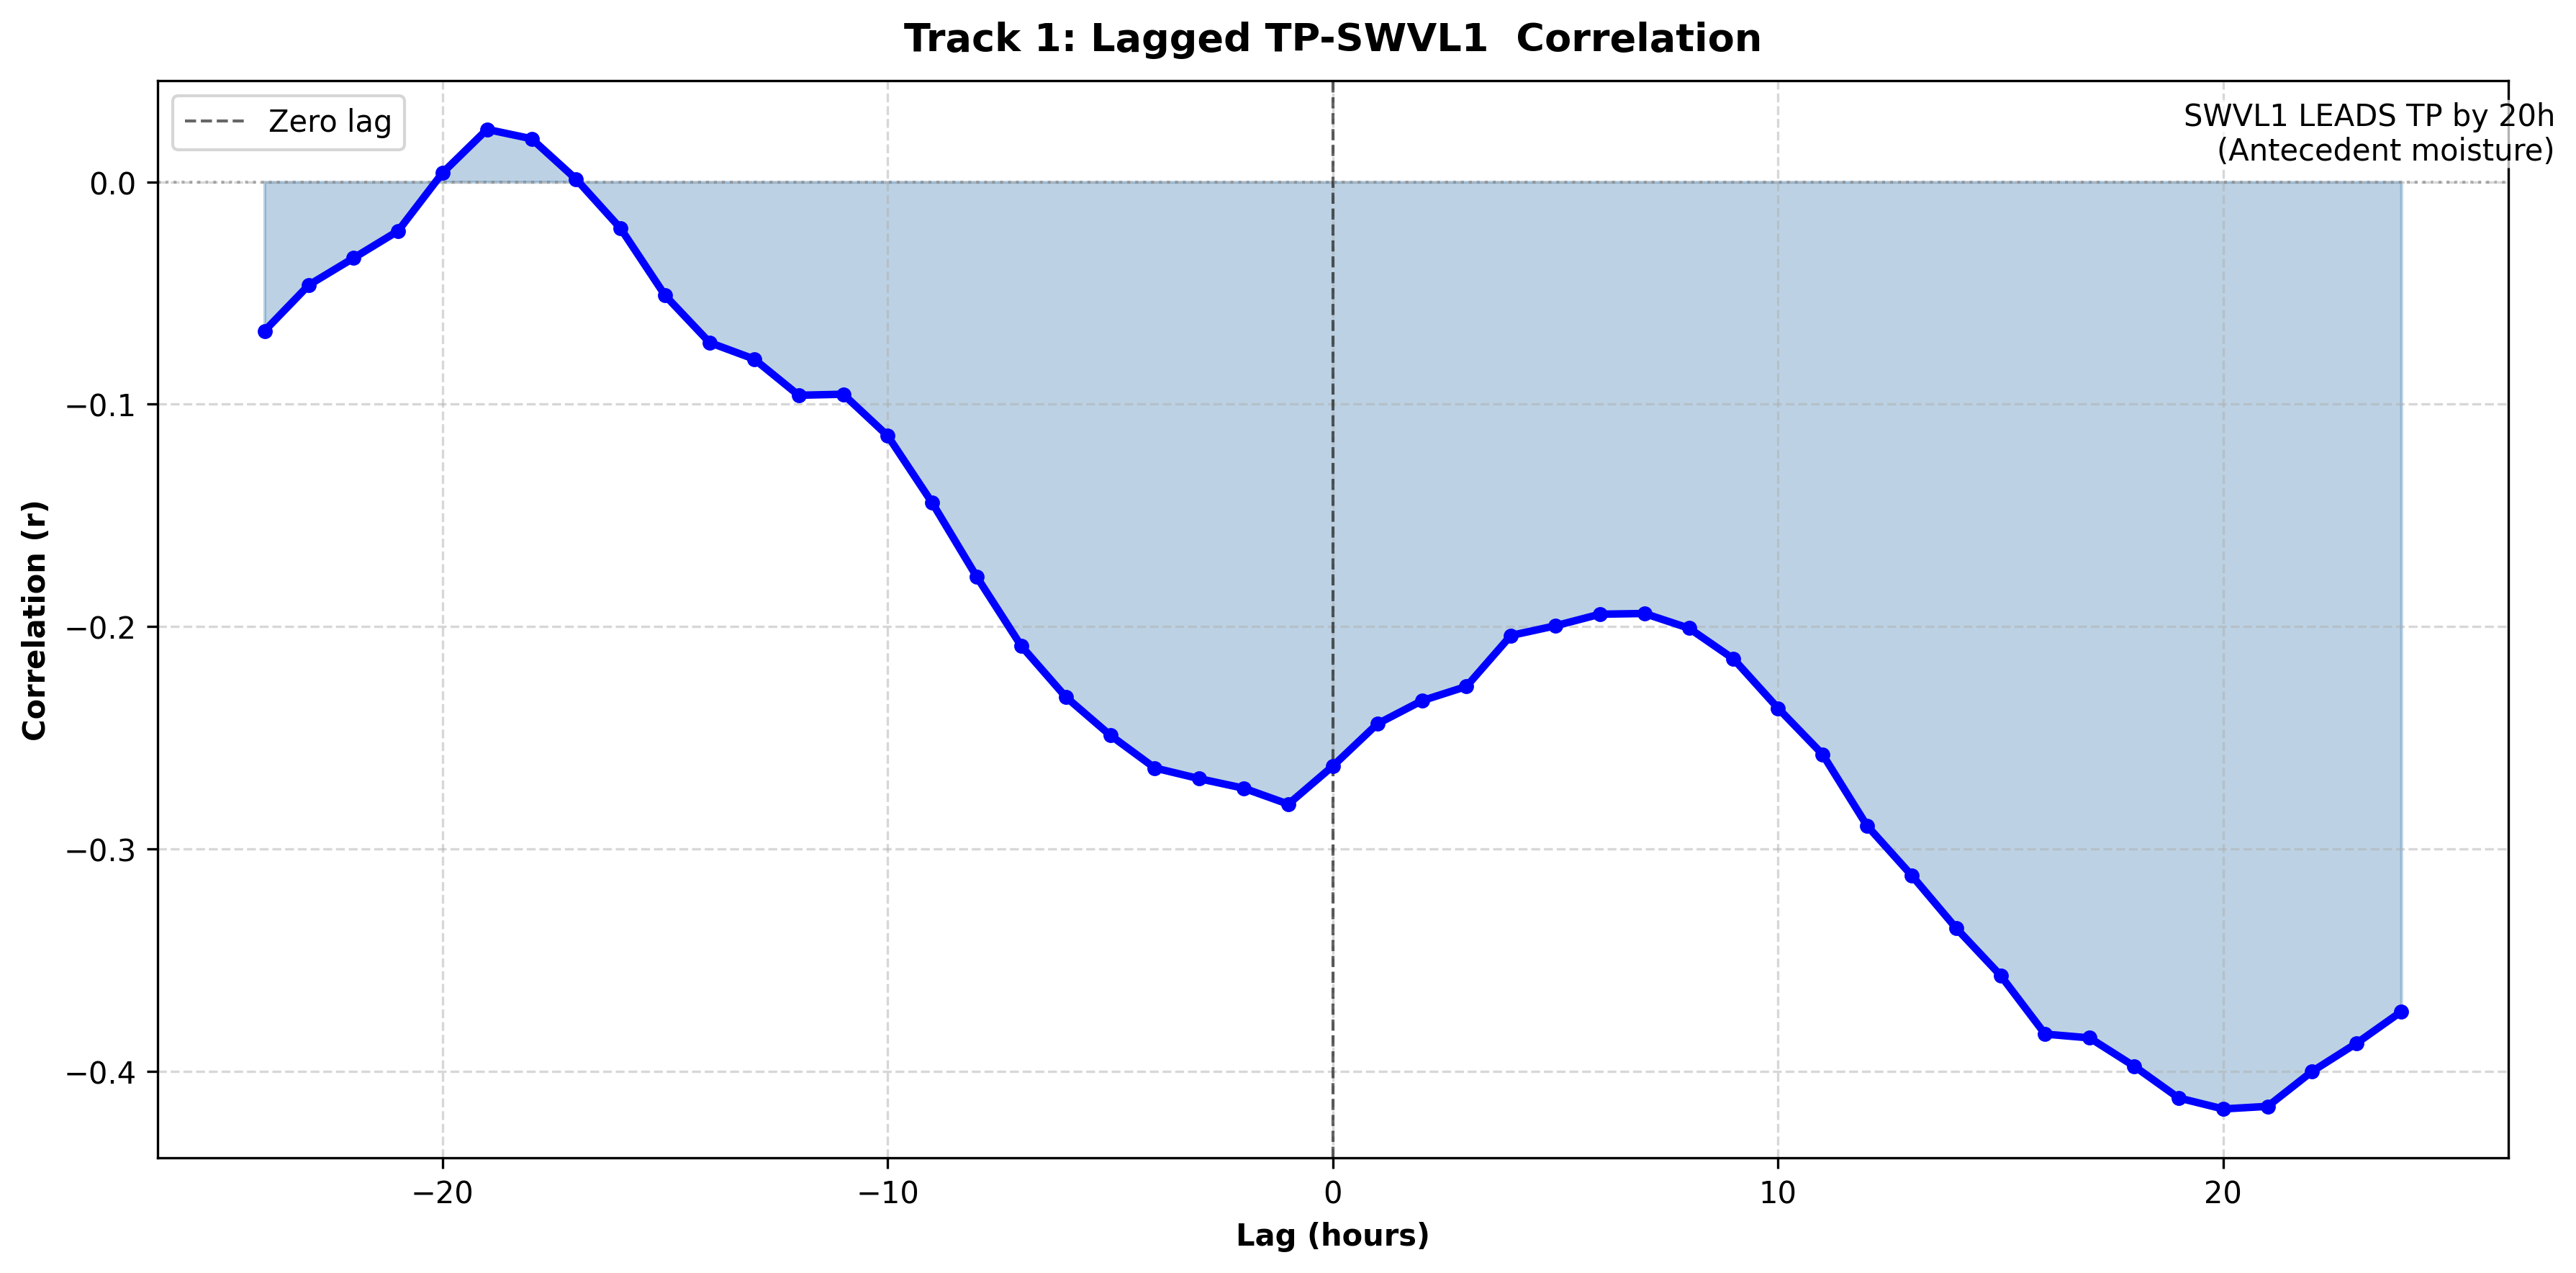 Track 1: Lagged TP-SWVL1  Correlation
Zero lag
SWVL1 LEADS TP by 20h
(Antecedent moisture)
Correlation (r)
0.0
−0.1
−0.2
−0.3
−0.4
−20
−10
0
10
20
Lag (hours)